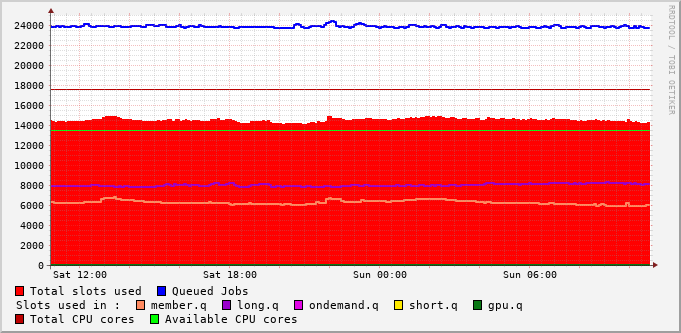 24000
22000
20000
18000
16000
14000
12000
10000
8000
6000
4000
2000
0
Sat 12:00 Sat 18:00 Sun 00:00 Sun 06:00
RRDTOOL / TOBI OETIKER
Total slots used Queued Jobs
Slots used in : member.q long.q ondemand.q short.q gpu.q
Total CPU cores Available CPU cores